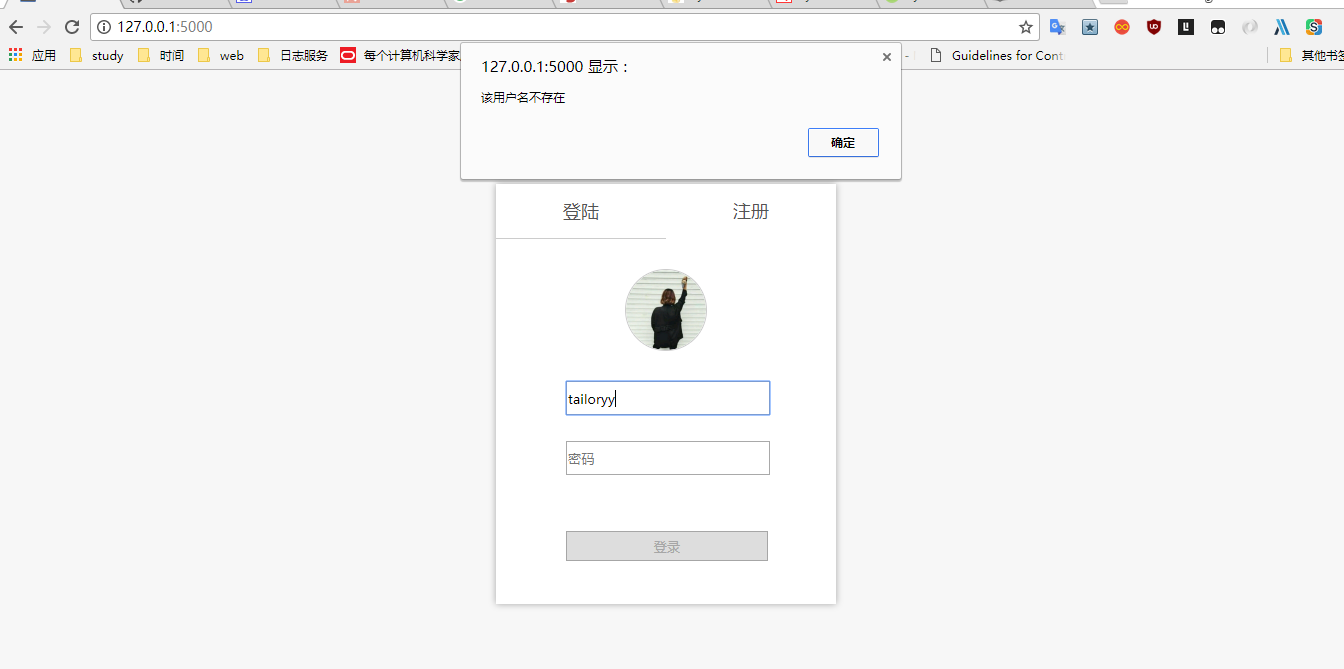 127.0.0.1:5000
应用 study 时间 web 日志服务 每个计算机科学家 - Guidelines for Cont 其他书签
127.0.0.1:5000 显示：
该用户名不存在
确定
登陆 注册
tailoryy
密码
登录